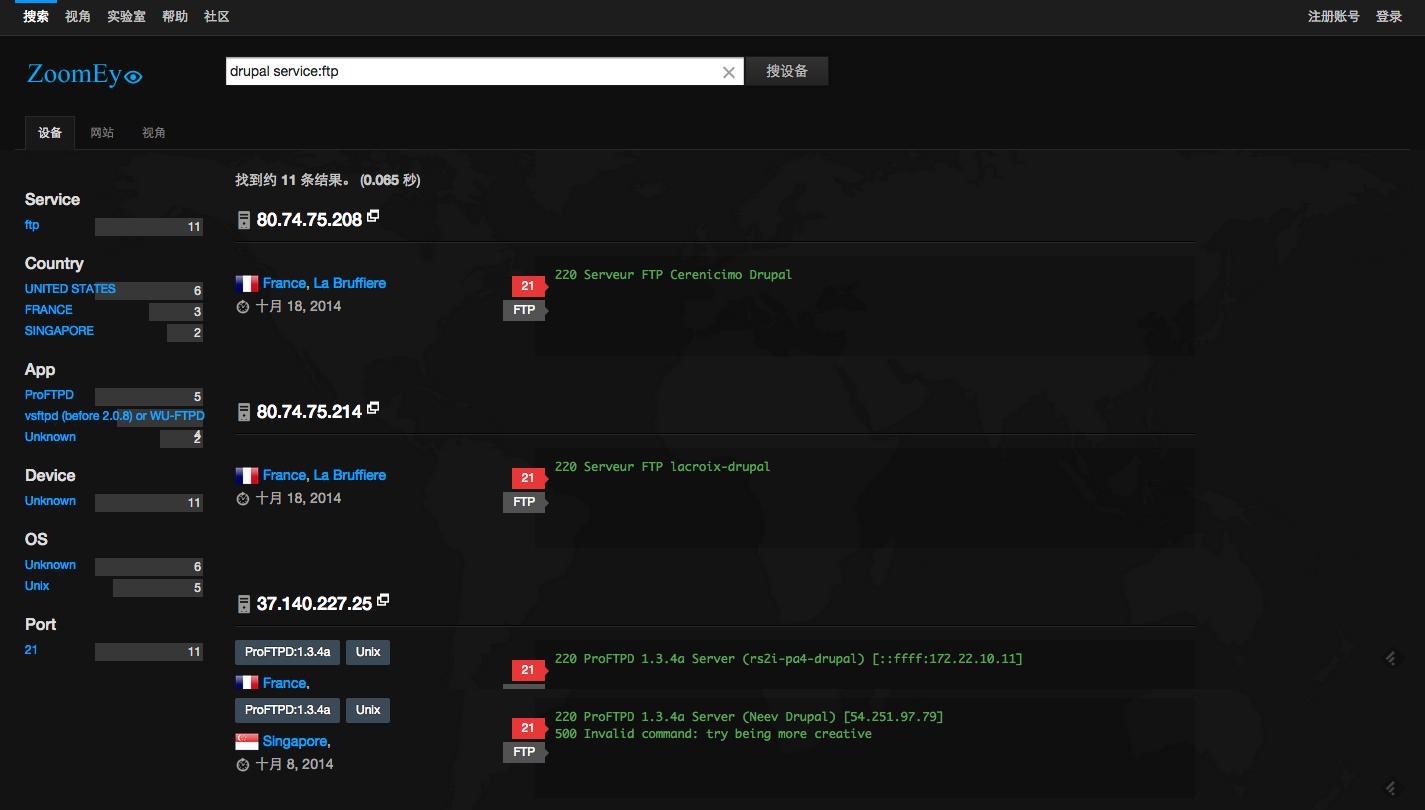 搜索 视角 实验室 帮助 社区 注册账号 登录
ZoomEy
drupal service:ftp 搜设备
设备 网站 视角
找到约 11 条结果。 (0.065 秒)
Service
ftp 11
Country
UNITED STATES 6
FRANCE 3
SINGAPORE 2
App
ProFTPD 5
vsftpd (before 2.0.8) or WU-FTPD 4
Unknown 2
Device
Unknown 11
OS
Unknown 6
Unix 5
Port
21 11
80.74.75.208
France, La Bruffiere
十月 18, 2014
21
FTP
220 Serveur FTP Cerenicimo Drupal
80.74.75.214
France, La Bruffiere
十月 18, 2014
21
FTP
220 Serveur FTP lacroix-drupal
37.140.227.25
ProFTPD:1.3.4a Unix
France,
21
220 ProFTPD 1.3.4a Server (rs2i-pa4-drupal) [::ffff:172.22.10.11]
ProFTPD:1.3.4a Unix
Singapore,
十月 8, 2014
21
FTP
220 ProFTPD 1.3.4a Server (Neev Drupal) [54.251.97.79]
500 Invalid command: try being more creative